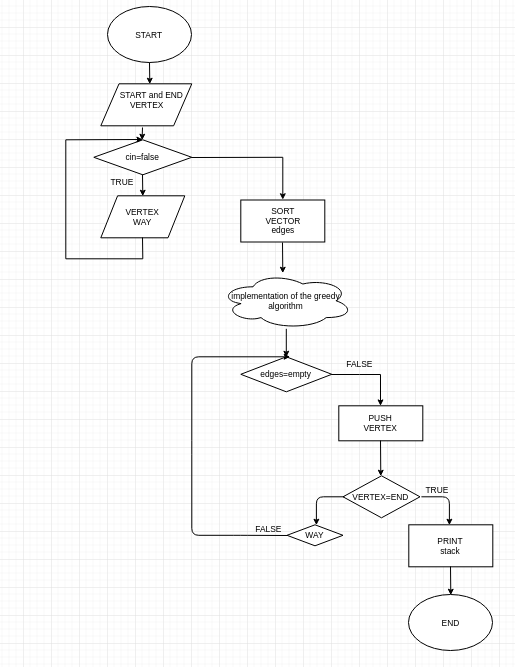 START
START and END
VERTEX
cin=false
TRUE
VERTEX
WAY
SORT
VECTOR
edges
implementation of the greedy
algorithm
edges=empty
FALSE
PUSH
VERTEX
VERTEX=END
TRUE
FALSE
WAY
PRINT
stack
END